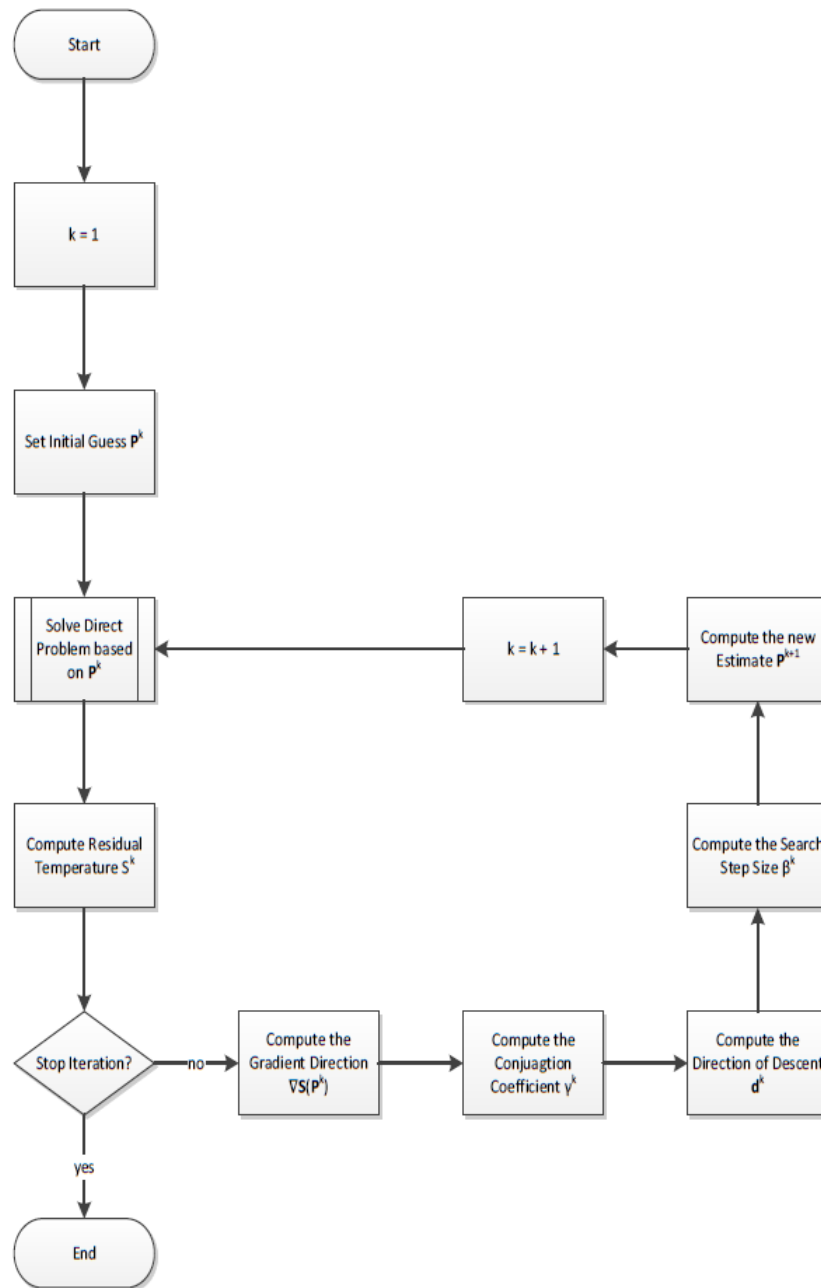 Start
k = 1
Set Initial Guess P^k
Solve Direct
Problem based
on P^k
k = k + 1
Compute the new
Estimate P^k+1
Compute Residual
Temperature S^k
Compute the Search
Step Size β^k
Stop Iteration?
no
Compute the
Gradient Direction
∇S(P^k)
Compute the
Conjuagtion
Coefficient γ^k
Compute the
Direction of Descent
d^k
yes
End